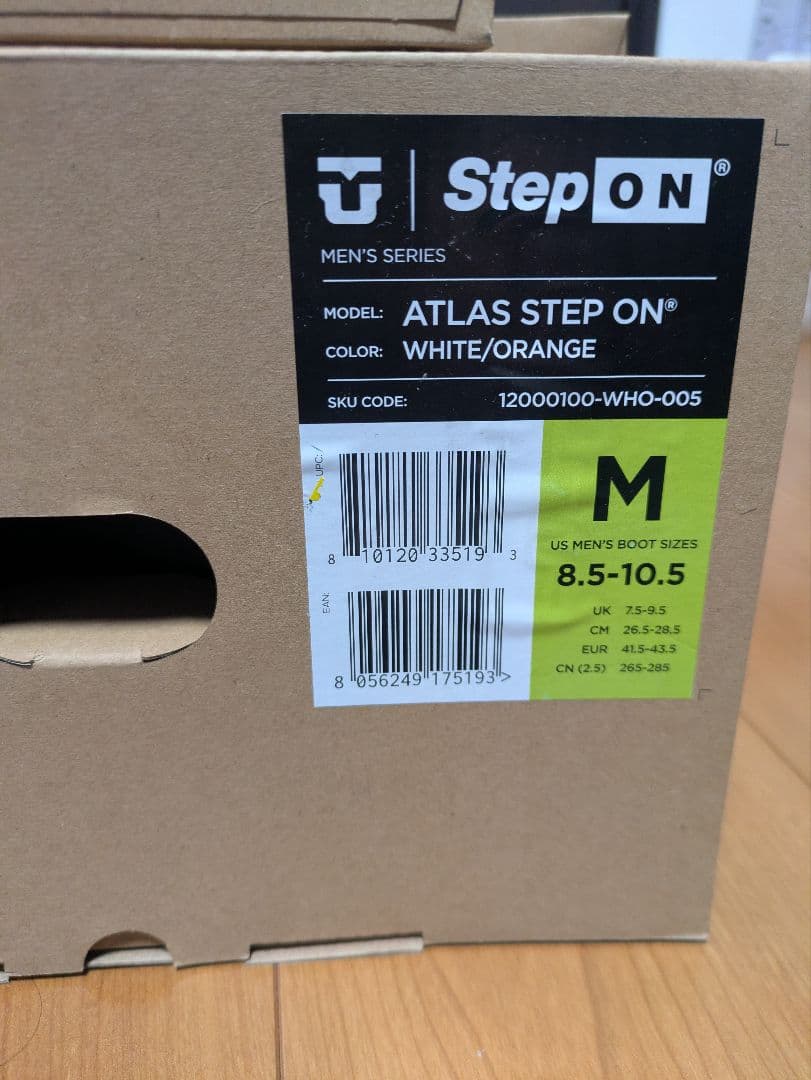 StepON®
MEN'S SERIES
MODEL: ATLAS STEP ON®
COLOR: WHITE/ORANGE
SKU CODE: 12000100-WHO-005
UPC:
8 10120 33519 3
EAN:
8 056249 175193>
M
US MEN'S BOOT SIZES
8.5-10.5
UK 7.5-9.5
CM 26.5-28.5
EUR 41.5-43.5
CN (2.5) 265-285